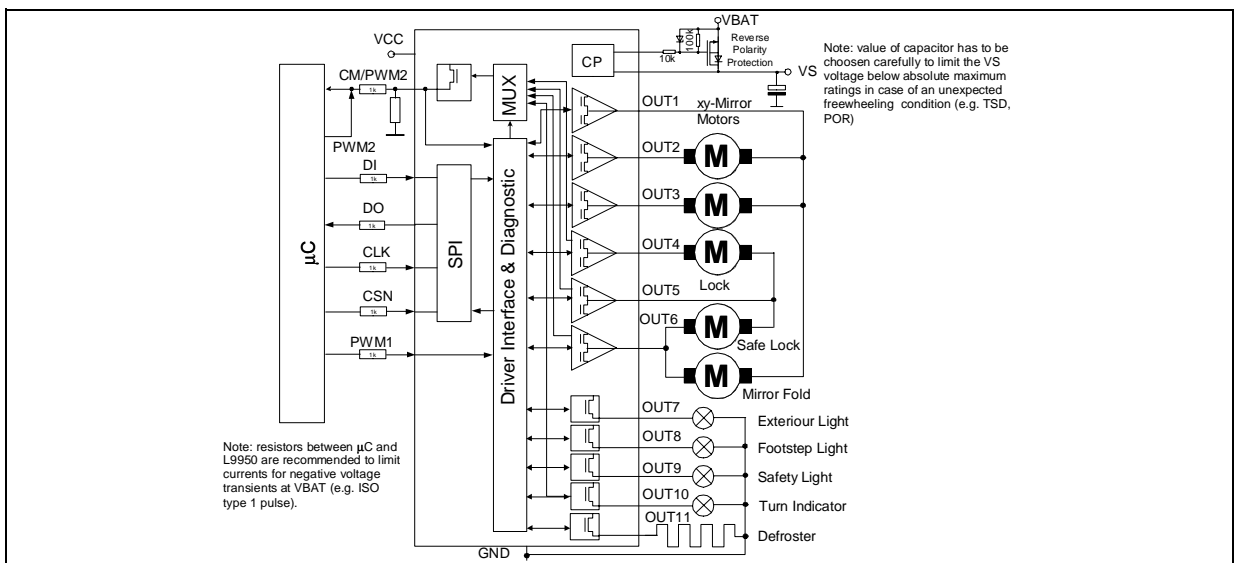 VBAT
VCC
100k
Reverse
Polarity
Protection
10k
CP
VS
Note: value of capacitor has to be
choosen carefully to limit the VS
voltage below absolute maximum
ratings in case of an unexpected
freewheeling condition (e.g. TSD,
POR)
CM/PWM2
1k
MUX
OUT1
xy-Mirror
Motors
PWM2
OUT2
M
DI
1k
OUT3
M
DO
1k
μC
SPI
Driver Interface & Diagnostic
OUT4
M
Lock
CLK
1k
OUT5
CSN
1k
OUT6
M
Safe Lock
PWM1
1k
M
Mirror Fold
OUT7
Exteriour Light
OUT8
Footstep Light
OUT9
Safety Light
OUT10
Turn Indicator
OUT11
Defroster
GND
Note: resistors between μC and
L9950 are recommended to limit
currents for negative voltage
transients at VBAT (e.g. ISO
type 1 pulse).